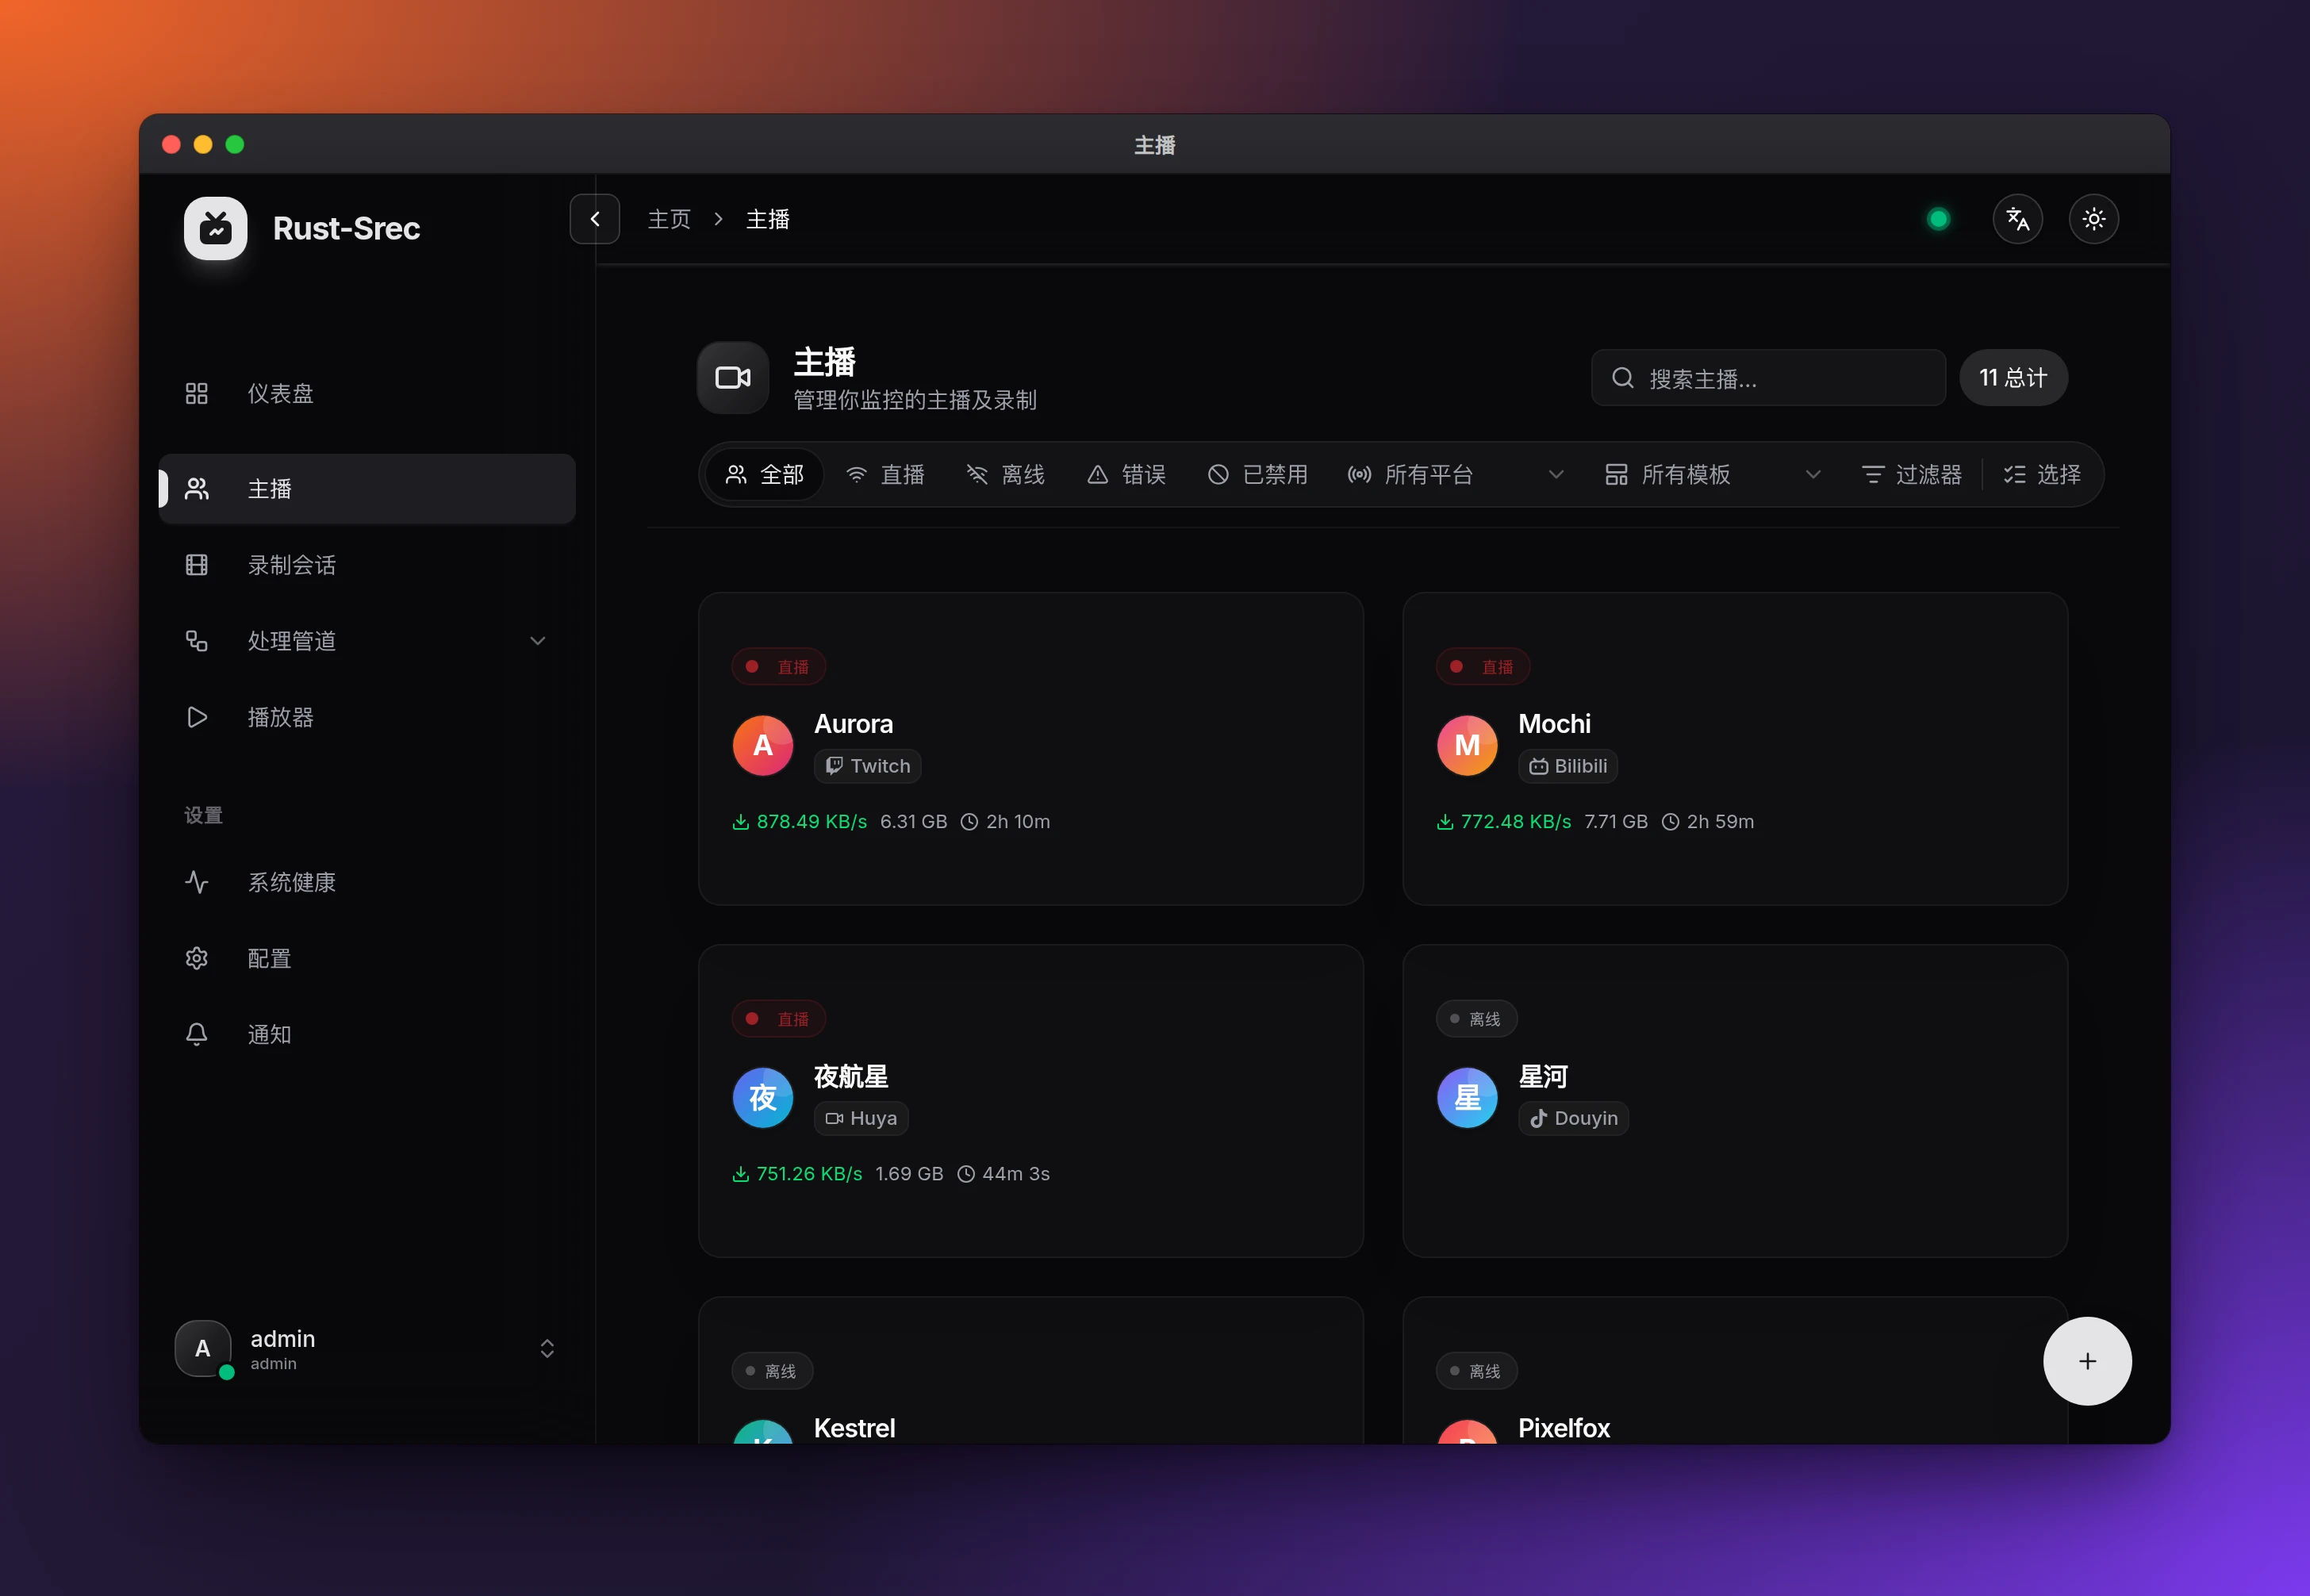 主播
Rust-Srec
主页 主播
仪表盘
主播
录制会话
处理管道
播放器
设置
系统健康
配置
通知
A
admin
admin
主播
管理你监控的主播及录制
搜索主播...
11 总计
全部 直播 离线 错误 已禁用 所有平台 所有模板 过滤器 选择
直播
A
Aurora
Twitch
878.49 KB/s 6.31 GB 2h 10m
直播
M
Mochi
Bilibili
772.48 KB/s 7.71 GB 2h 59m
直播
夜
夜航星
Huya
751.26 KB/s 1.69 GB 44m 3s
离线
星
星河
Douyin
离线
K
Kestrel
离线
P
Pixelfox